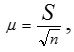 μ = S / √n ,